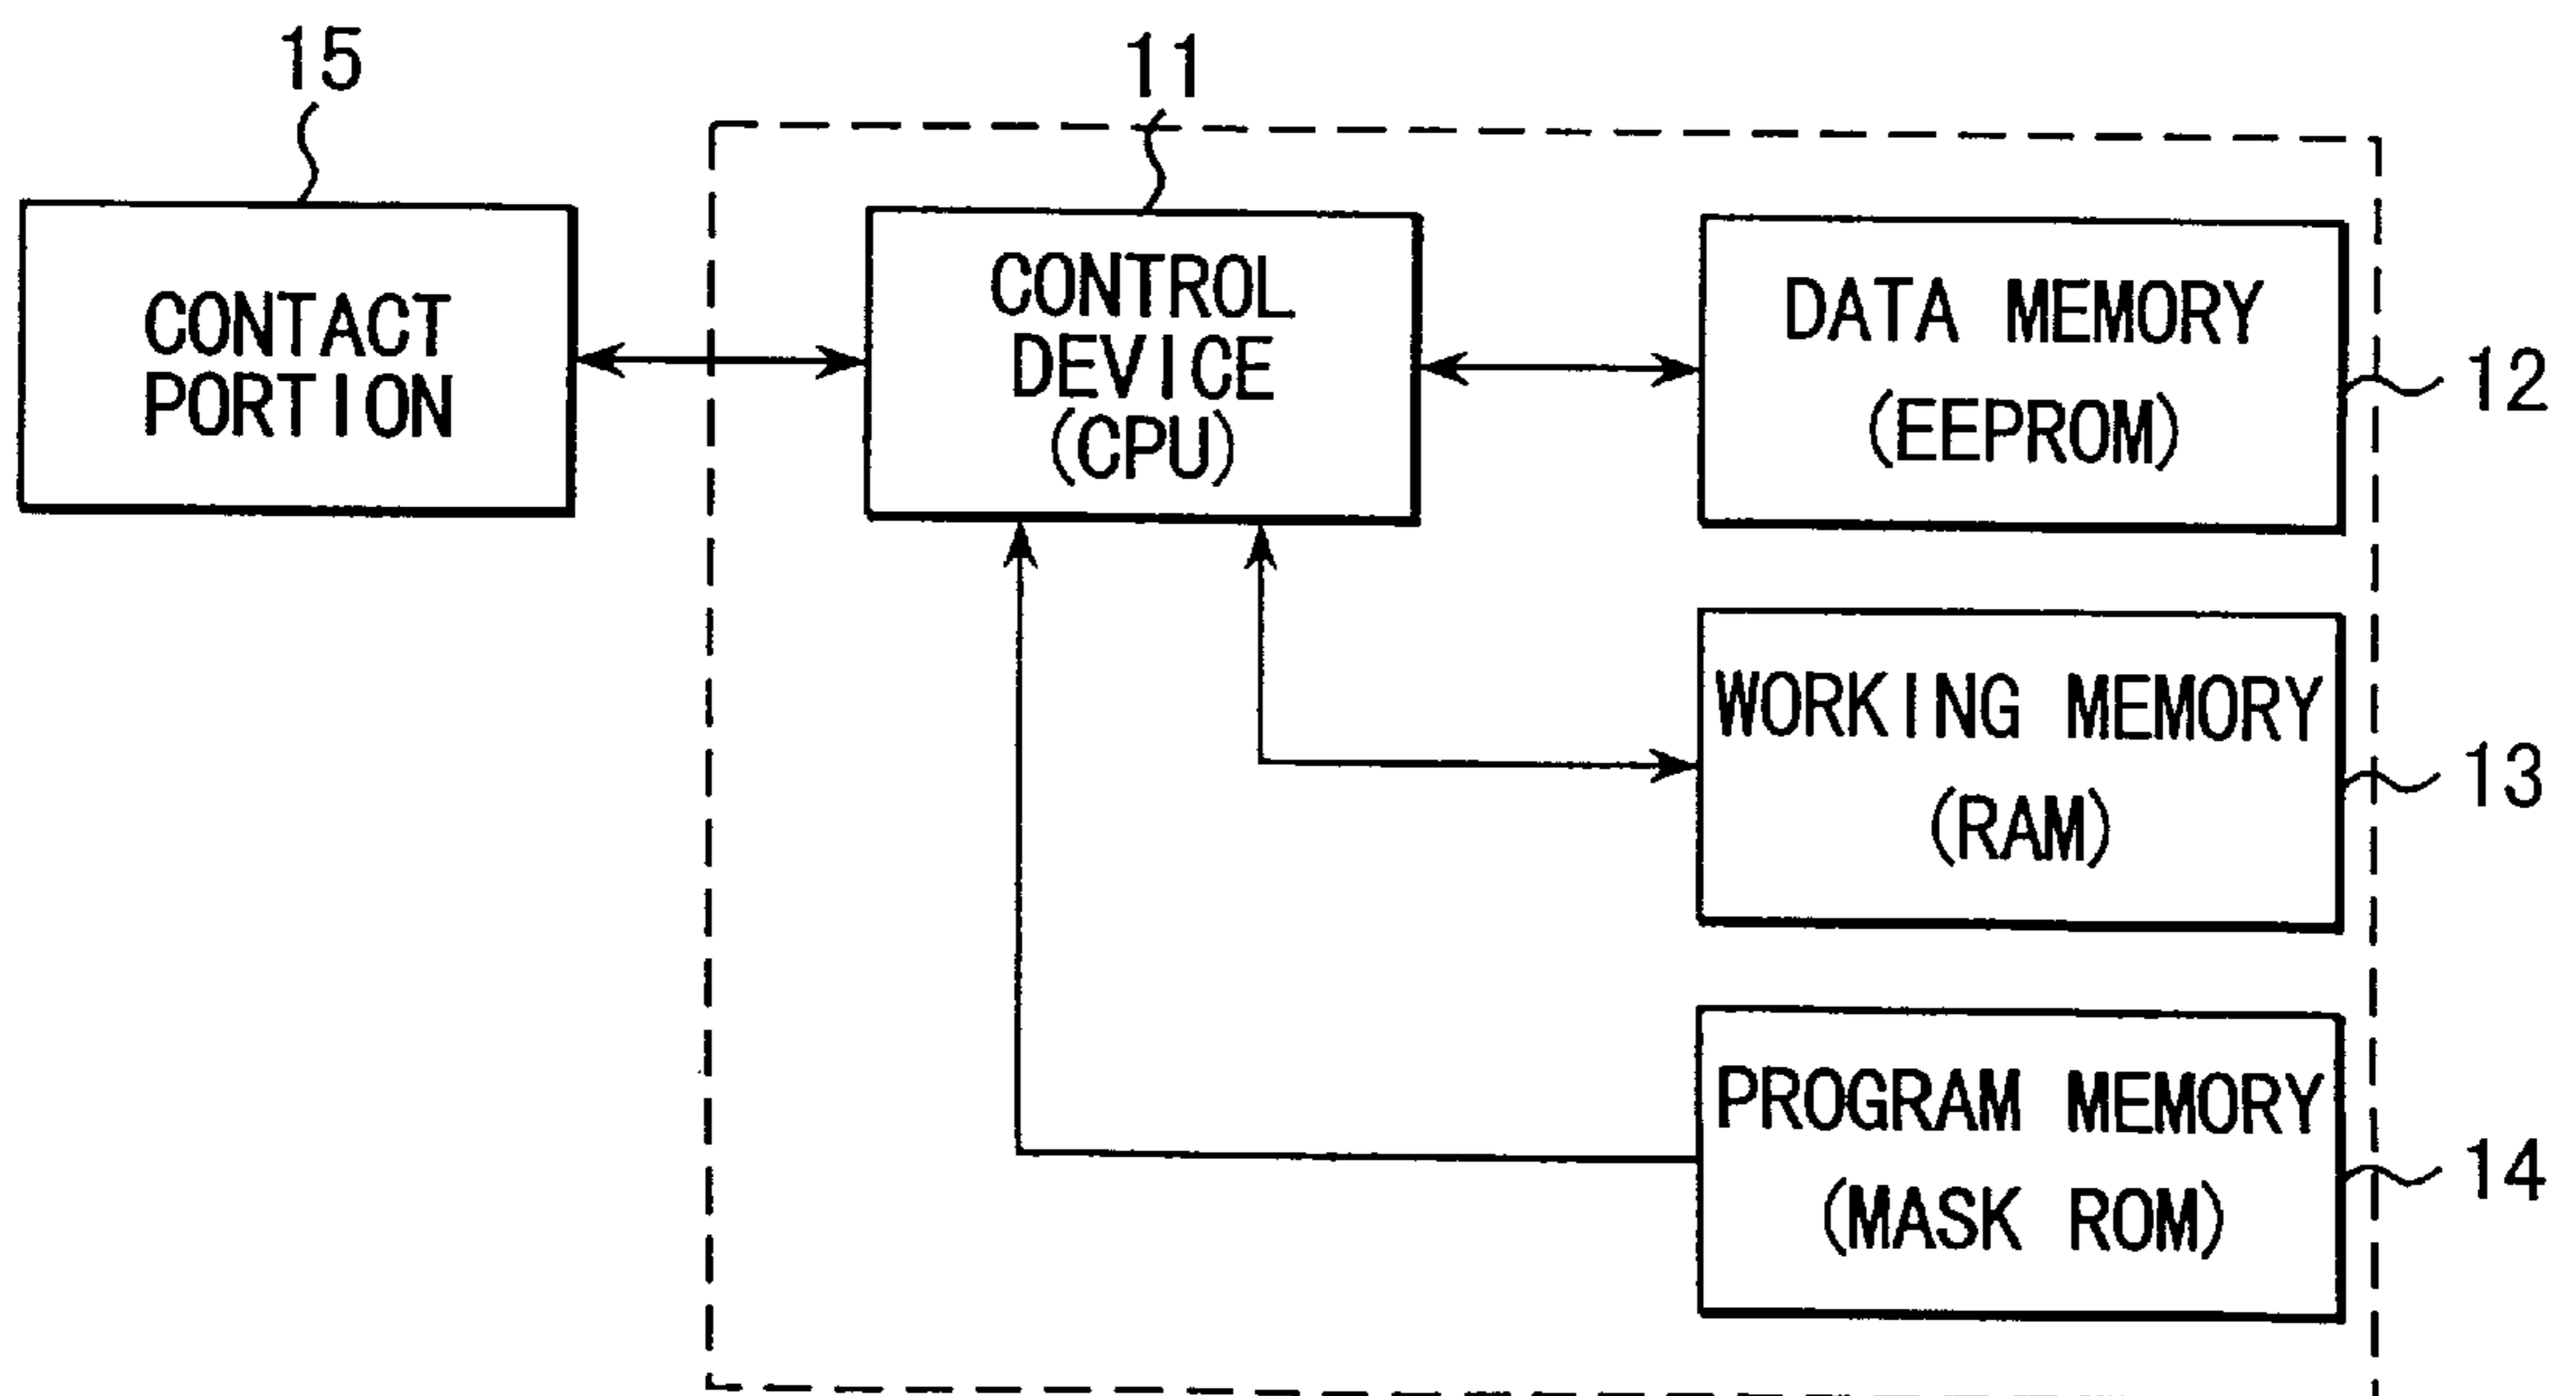 15
11
CONTACT
PORTION
CONTROL
DEVICE
(CPU)
DATA MEMORY
(EEPROM)
12
WORKING MEMORY
(RAM)
13
PROGRAM MEMORY
(MASK ROM)
14